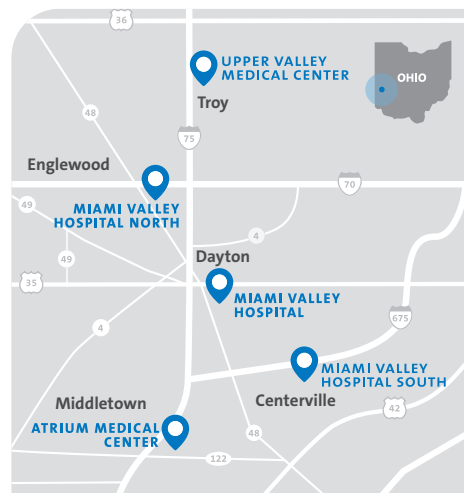 36
UPPER VALLEY
MEDICAL CENTER
OHIO
Troy
48
75
Englewood
70
MIAMI VALLEY
HOSPITAL NORTH
49
4
49
Dayton
35
MIAMI VALLEY
HOSPITAL
4
675
MIAMI VALLEY
HOSPITAL SOUTH
Middletown
Centerville
42
ATRIUM MEDICAL
CENTER
48
122